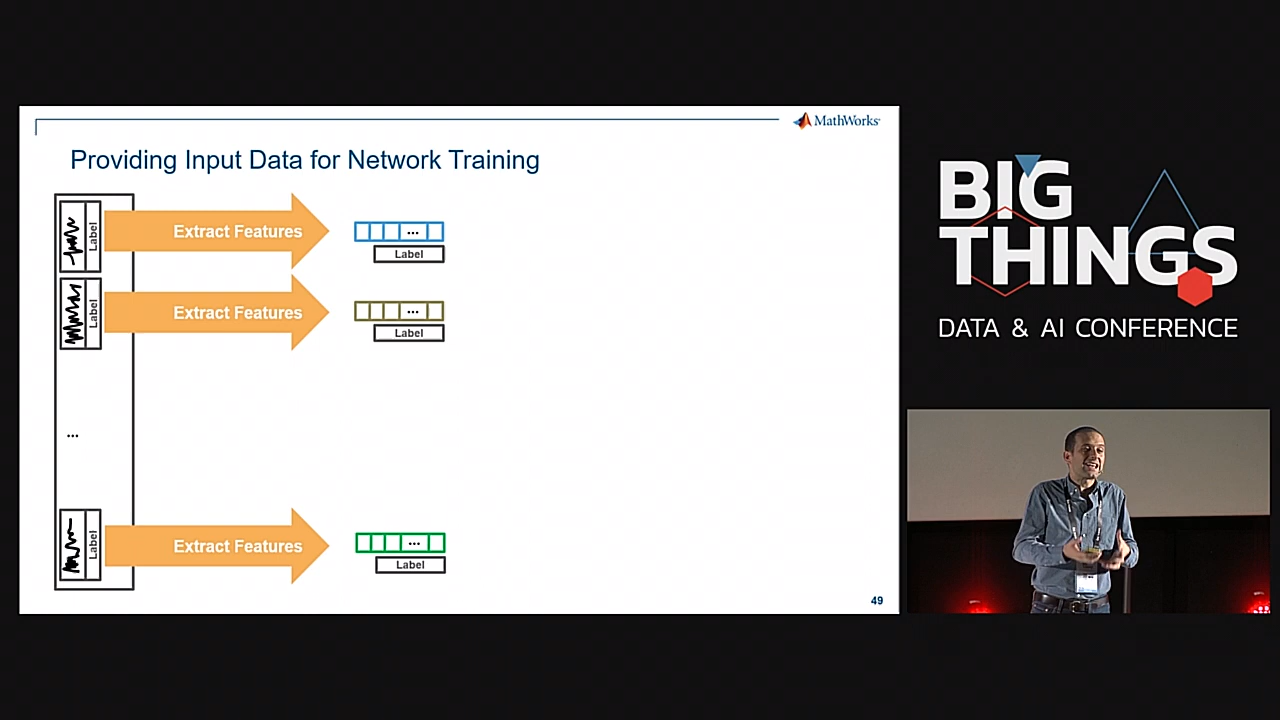 MathWorks®
Providing Input Data for Network Training
Label
Extract Features
...
Label
Label
Extract Features
...
Label
...
Label
Extract Features
...
Label
49
BIG
THINGS
DATA & AI CONFERENCE